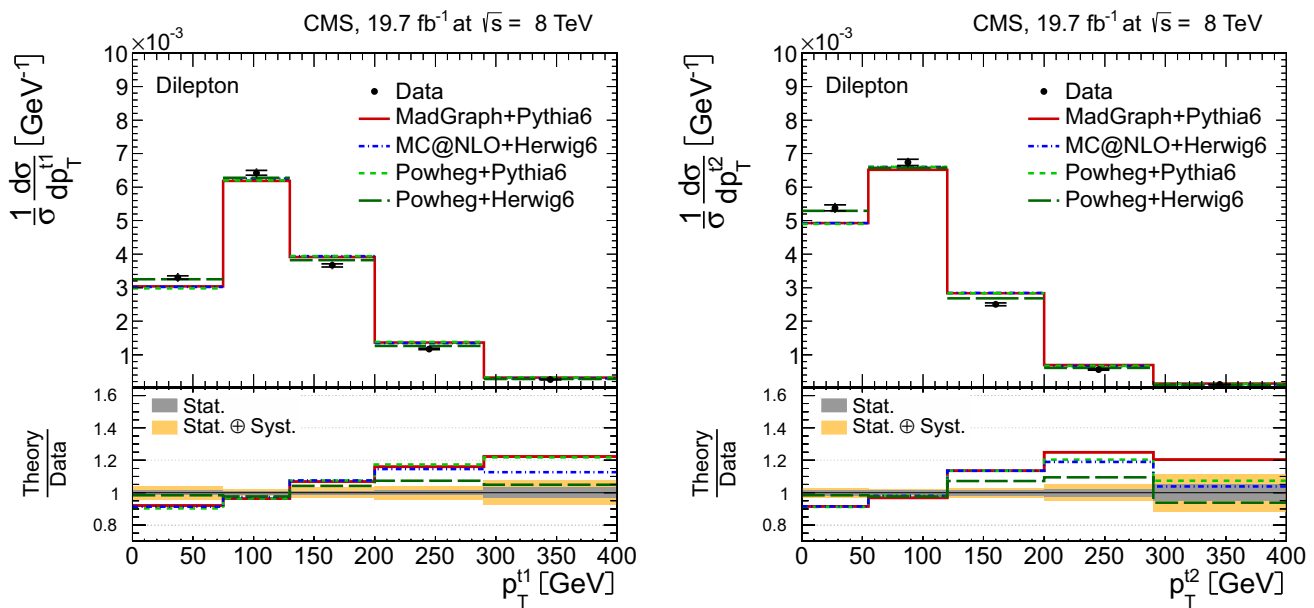 CMS, 19.7 fb⁻¹ at √s = 8 TeV
×10⁻³
Dilepton
Data
MadGraph+Pythia6
MC@NLO+Herwig6
Powheg+Pythia6
Powheg+Herwig6
1/σ dσ/dp_T^t1 [GeV⁻¹]
10
9
8
7
6
5
4
3
2
1
Stat.
Stat. ⊕ Syst.
Theory
Data
1.6
1.4
1.2
1
0.8
0 50 100 150 200 250 300 350 400
p_T^t1 [GeV]
CMS, 19.7 fb⁻¹ at √s = 8 TeV
×10⁻³
Dilepton
Data
MadGraph+Pythia6
MC@NLO+Herwig6
Powheg+Pythia6
Powheg+Herwig6
1/σ dσ/dp_T^t2 [GeV⁻¹]
10
9
8
7
6
5
4
3
2
1
Stat.
Stat. ⊕ Syst.
Theory
Data
1.6
1.4
1.2
1
0.8
0 50 100 150 200 250 300 350 400
p_T^t2 [GeV]